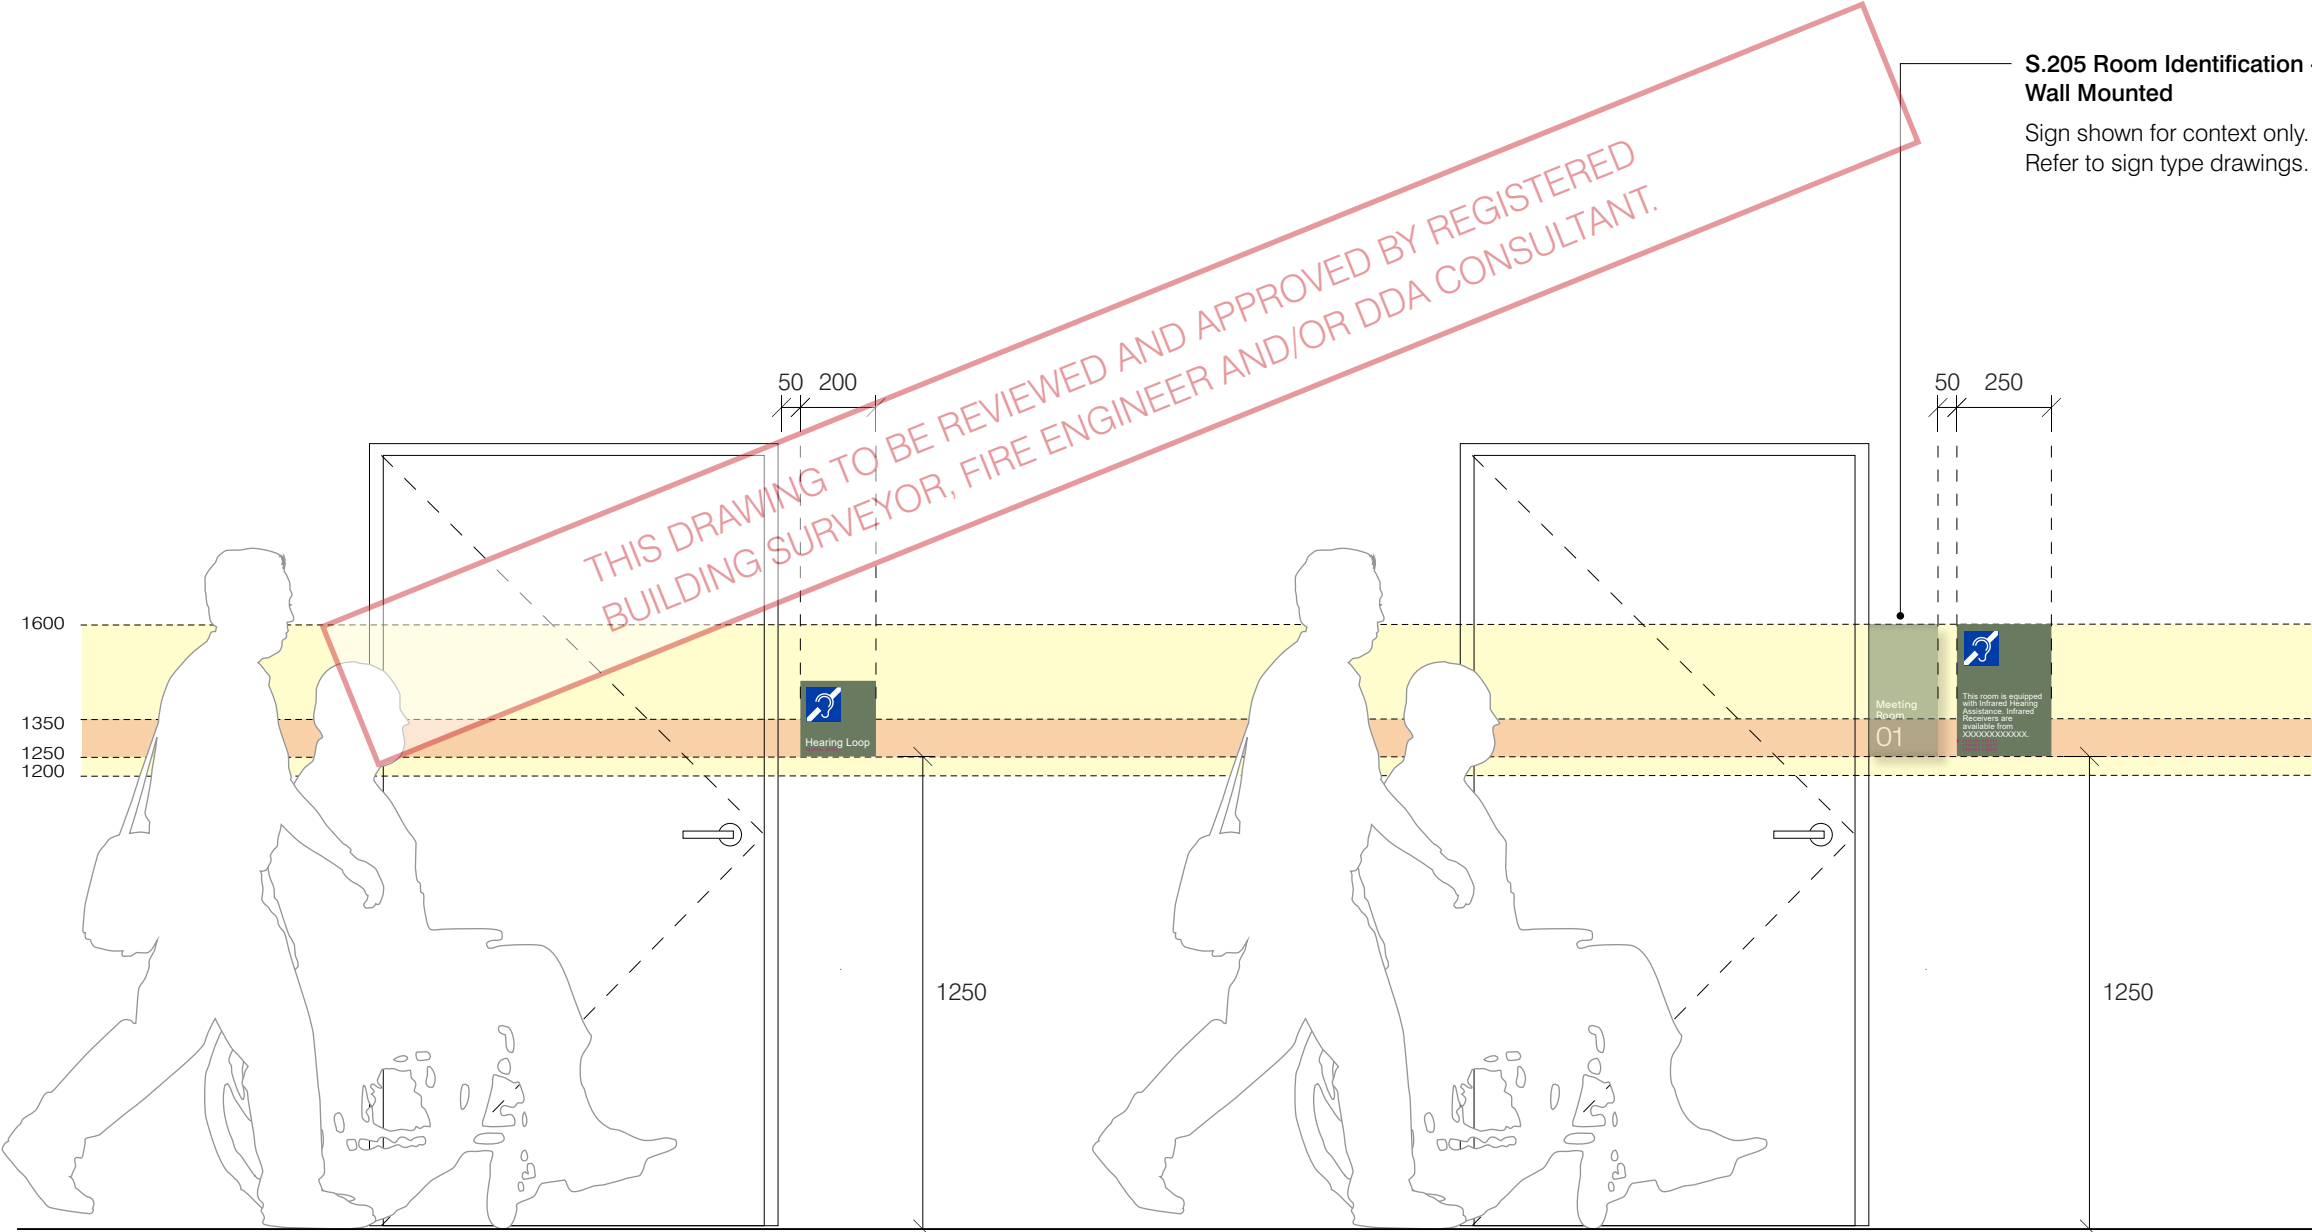 S.205 Room Identification -
Wall Mounted
Sign shown for context only.
Refer to sign type drawings.
THIS DRAWING TO BE REVIEWED AND APPROVED BY REGISTERED
BUILDING SURVEYOR, FIRE ENGINEER AND/OR DDA CONSULTANT.
50 200
50 250
1600
1350
1250
1200
Hearing Loop
Meeting
Room
01
This room is equipped
with Infrared Hearing
Assistance. Infrared
Receivers are
available from
XXXXXXXXXXXX.
1250
1250